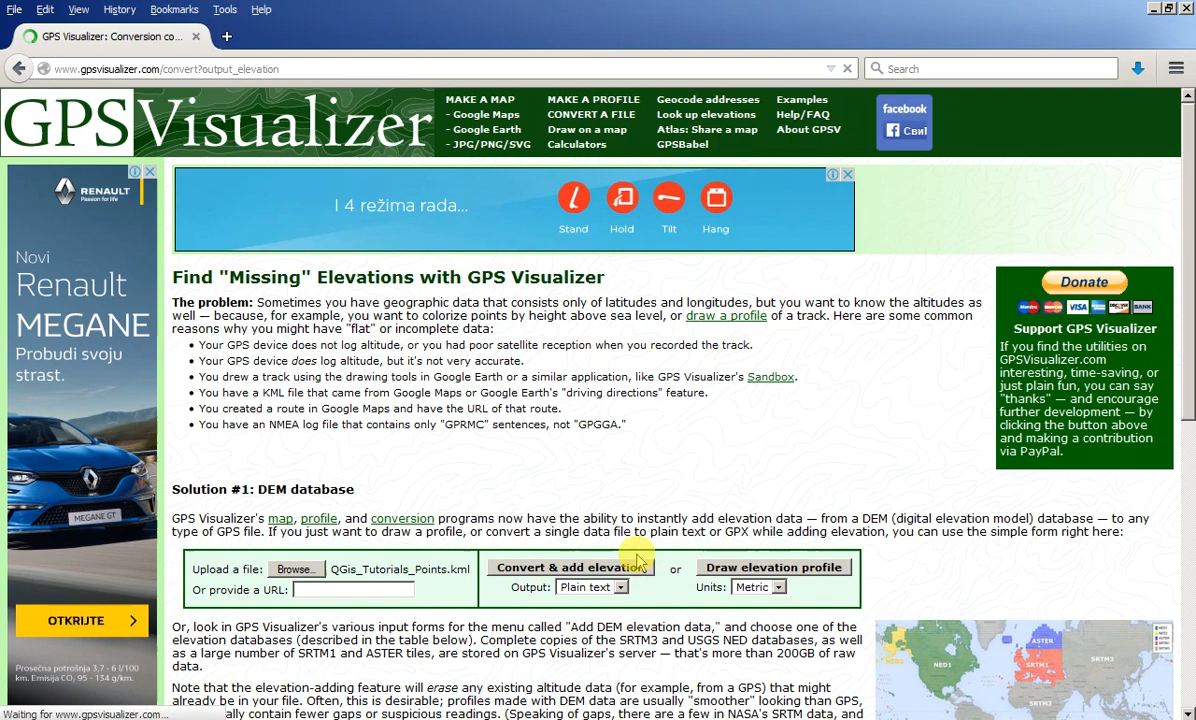 File Edit View History Bookmarks Tools Help
GPS Visualizer: Conversion co...
www.gpsvisualizer.com/convert?output_elevation
Search
GPSVisualizer
MAKE A MAP MAKE A PROFILE Geocode addresses Examples
- Google Maps CONVERT A FILE Look up elevations Help/FAQ
- Google Earth Draw on a map Atlas: Share a map About GPSV
- JPG/PNG/SVG Calculators GPSBabel
facebook
Сви
RENAULT
Passion for life
Novi
Renault
MEGANE
Probudi svoju
strast.
MEGANE GT
OTKRIJTE
Prosečna potrošnja 3,7 - 6 l/100
km. Emisija CO, 95 - 134 g/km.
I 4 režima rada...
Stand Hold Tilt Hang
Find "Missing" Elevations with GPS Visualizer
The problem: Sometimes you have geographic data that consists only of latitudes and longitudes, but you want to know the altitudes as
well — because, for example, you want to colorize points by height above sea level, or draw a profile of a track. Here are some common
reasons why you might have "flat" or incomplete data:
• Your GPS device does not log altitude, or you had poor satellite reception when you recorded the track.
• Your GPS device does log altitude, but it's not very accurate.
• You drew a track using the drawing tools in Google Earth or a similar application, like GPS Visualizer's Sandbox.
• You have a KML file that came from Google Maps or Google Earth's "driving directions" feature.
• You created a route in Google Maps and have the URL of that route.
• You have an NMEA log file that contains only "GPRMC" sentences, not "GPGGA."
Donate
VISA BANK
Support GPS Visualizer
If you find the utilities on
GPSVisualizer.com
interesting, time-saving, or
just plain fun, you can say
"thanks" — and encourage
further development — by
clicking the button above
and making a contribution
via PayPal.
Solution #1: DEM database
GPS Visualizer's map, profile, and conversion programs now have the ability to instantly add elevation data — from a DEM (digital elevation model) database — to any
type of GPS file. If you just want to draw a profile, or convert a single data file to plain text or GPX while adding elevation, you can use the simple form right here:
Upload a file: Browse... QGis_Tutorials_Points.kml
Or provide a URL:
Convert & add elevation or Draw elevation profile
Output: Plain text Units: Metric
Or, look in GPS Visualizer's various input forms for the menu called "Add DEM elevation data," and choose one of the
elevation databases (described in the table below). Complete copies of the SRTM3 and USGS NED databases, as well
as a large number of SRTM1 and ASTER tiles, are stored on GPS Visualizer's server — that's more than 200GB of raw
data.
Note that the elevation-adding feature will erase any existing altitude data (for example, from a GPS) that might
already be in your file. Often, this is desirable; profiles made with DEM data are usually "smoother" looking than GPS,
ally contain fewer gaps or suspicious readings. (Speaking of gaps, there are a few in NASA's SRTM data, and
NED2 NED1 ASTER SRTM1 SRTM3
SRTM3
Waiting for www.gpsvisualizer.com...